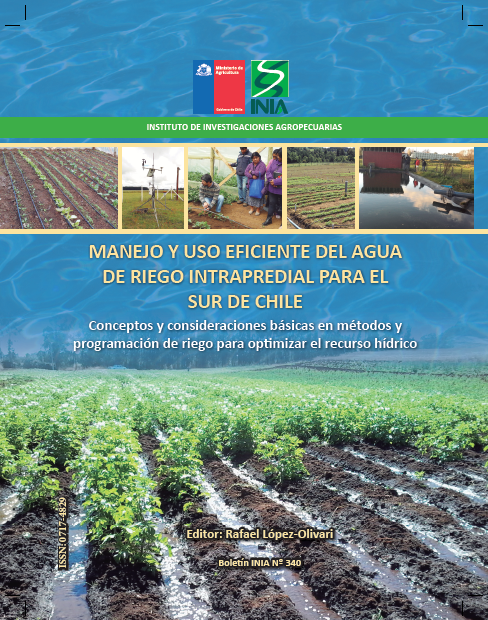 Ministerio de
Agricultura
Gobierno de Chile
INIA
INSTITUTO DE INVESTIGACIONES AGROPECUARIAS
MANEJO Y USO EFICIENTE DEL AGUA
DE RIEGO INTRAPREDIAL PARA EL
SUR DE CHILE
Conceptos y consideraciones básicas en métodos y
programación de riego para optimizar el recurso hídrico
ISSN: 0717-4829
Editor: Rafael López-Olivari
Boletín INIA Nº 340